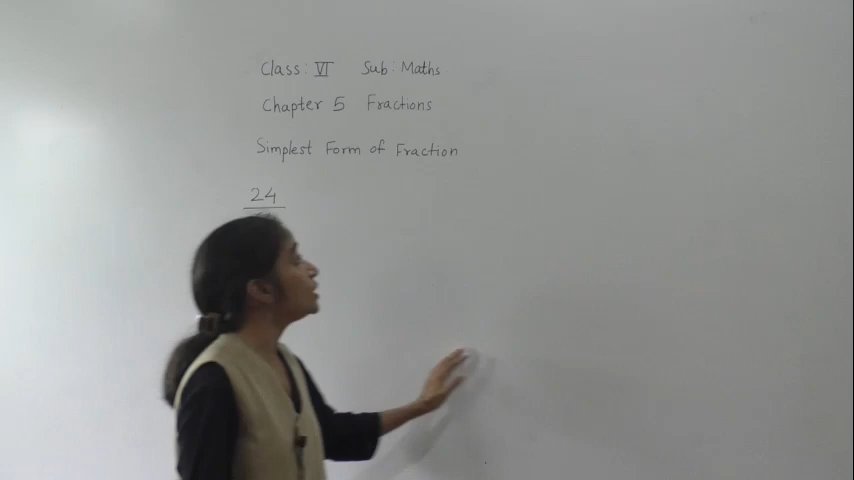 Class: VI Sub: Maths
Chapter 5 Fractions
Simplest Form of Fraction
24